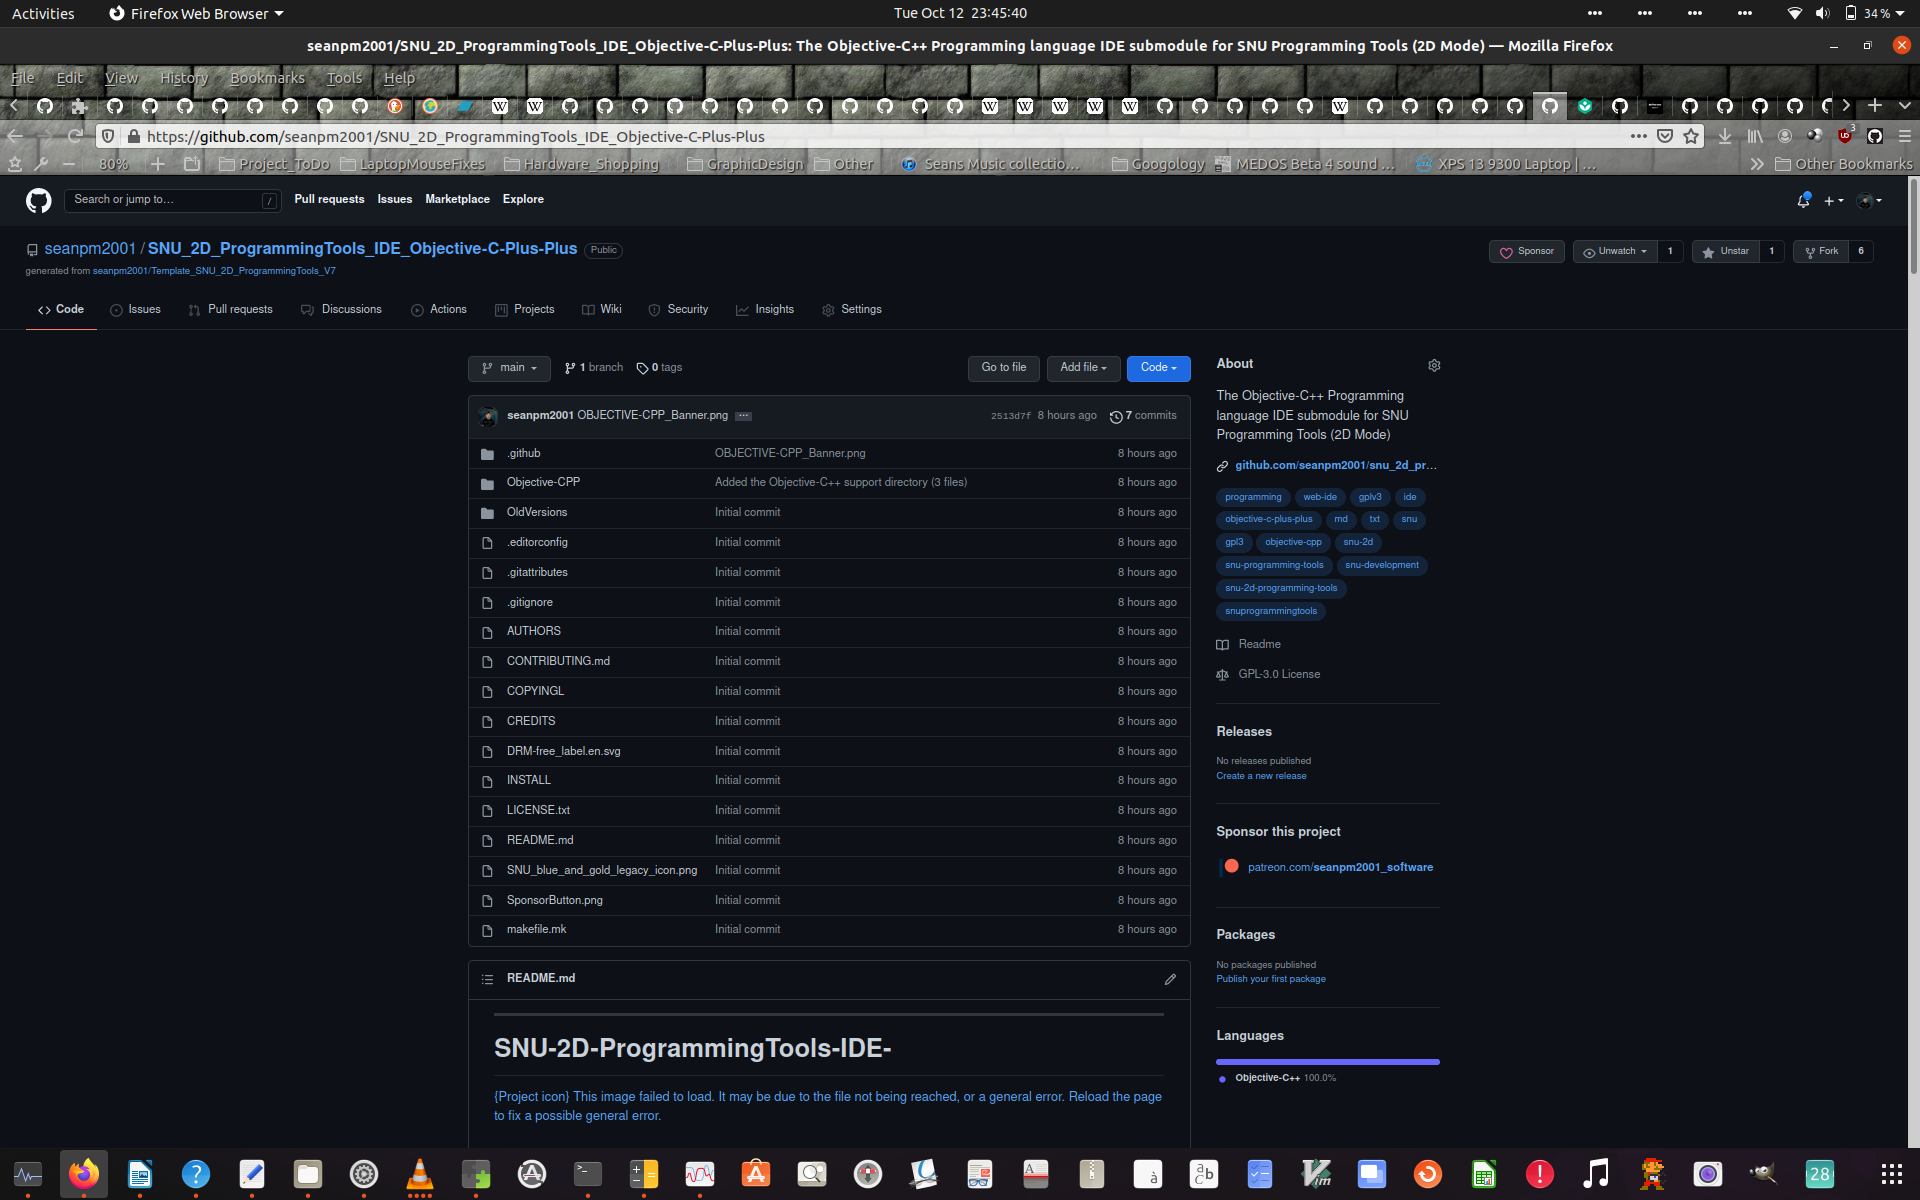 Activities Firefox Web Browser Tue Oct 12 23:45:40 34 %
seanpm2001/SNU_2D_ProgrammingTools_IDE_Objective-C-Plus-Plus: The Objective-C++ Programming language IDE submodule for SNU Programming Tools (2D Mode) — Mozilla Firefox
File Edit View History Bookmarks Tools Help
https://github.com/seanpm2001/SNU_2D_ProgrammingTools_IDE_Objective-C-Plus-Plus 3
80% Project_ToDo LaptopMouseFixes Hardware_Shopping GraphicDesign Other Seans Music collectio… Googology MEDOS Beta 4 sound … XPS 13 9300 Laptop | … Other Bookmarks
Search or jump to… / Pull requests Issues Marketplace Explore
seanpm2001 / SNU_2D_ProgrammingTools_IDE_Objective-C-Plus-Plus Public Sponsor Unwatch 1 Unstar 1 Fork 6
generated from seanpm2001/Template_SNU_2D_ProgrammingTools_V7
Code Issues Pull requests Discussions Actions Projects Wiki Security Insights Settings
main 1 branch 0 tags Go to file Add file Code
seanpm2001 OBJECTIVE-CPP_Banner.png 2513d7f 8 hours ago 7 commits
.github OBJECTIVE-CPP_Banner.png 8 hours ago
Objective-CPP Added the Objective-C++ support directory (3 files) 8 hours ago
OldVersions Initial commit 8 hours ago
.editorconfig Initial commit 8 hours ago
.gitattributes Initial commit 8 hours ago
.gitignore Initial commit 8 hours ago
AUTHORS Initial commit 8 hours ago
CONTRIBUTING.md Initial commit 8 hours ago
COPYINGL Initial commit 8 hours ago
CREDITS Initial commit 8 hours ago
DRM-free_label.en.svg Initial commit 8 hours ago
INSTALL Initial commit 8 hours ago
LICENSE.txt Initial commit 8 hours ago
README.md Initial commit 8 hours ago
SNU_blue_and_gold_legacy_icon.png Initial commit 8 hours ago
SponsorButton.png Initial commit 8 hours ago
makefile.mk Initial commit 8 hours ago
README.md
SNU-2D-ProgrammingTools-IDE-
{Project icon} This image failed to load. It may be due to the file not being reached, or a general error. Reload the page
to fix a possible general error.
About
The Objective-C++ Programming
language IDE submodule for SNU
Programming Tools (2D Mode)
github.com/seanpm2001/snu_2d_pr…
programming web-ide gplv3 ide
objective-c-plus-plus md txt snu
gpl3 objective-cpp snu-2d
snu-programming-tools snu-development
snu-2d-programming-tools
snuprogrammingtools
Readme
GPL-3.0 License
Releases
No releases published
Create a new release
Sponsor this project
patreon.com/seanpm2001_software
Packages
No packages published
Publish your first package
Languages
Objective-C++ 100.0%
28